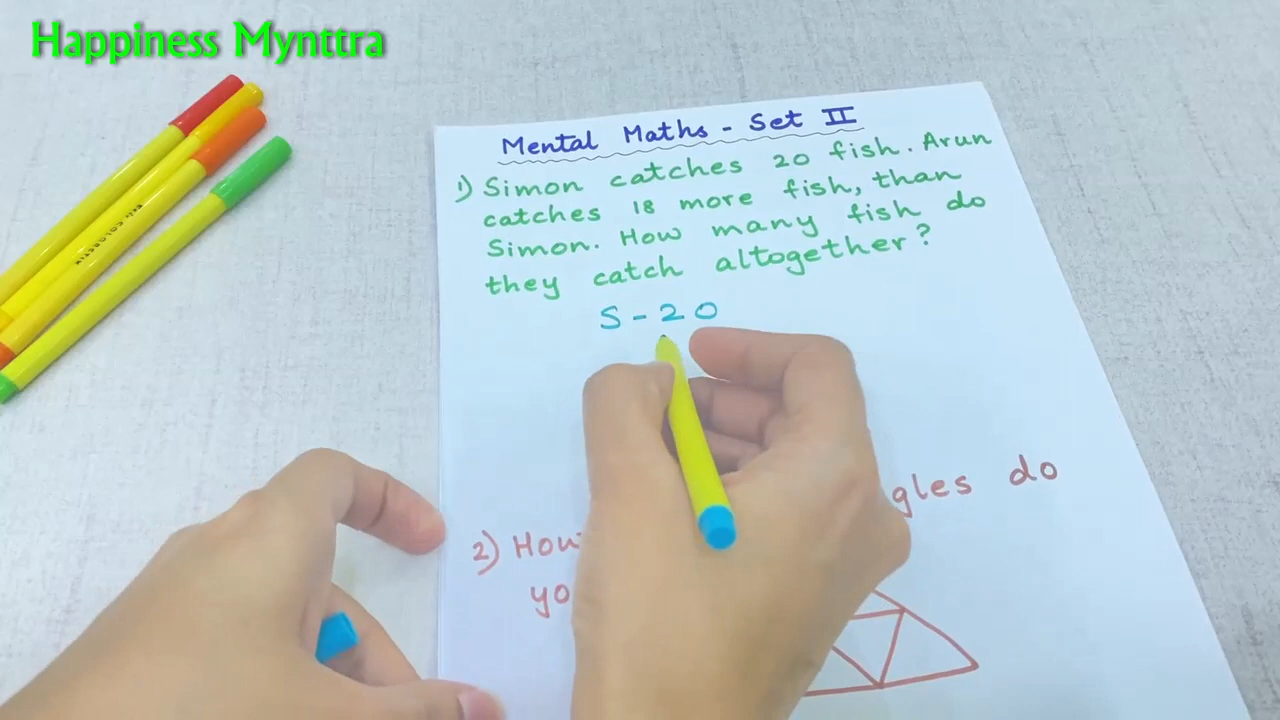 Happiness Mynttra
Mental Maths - Set II
1) Simon catches 20 fish. Arun
catches 18 more fish, than
Simon. How many fish do
they catch altogether?
S - 20
2) gles do
yo